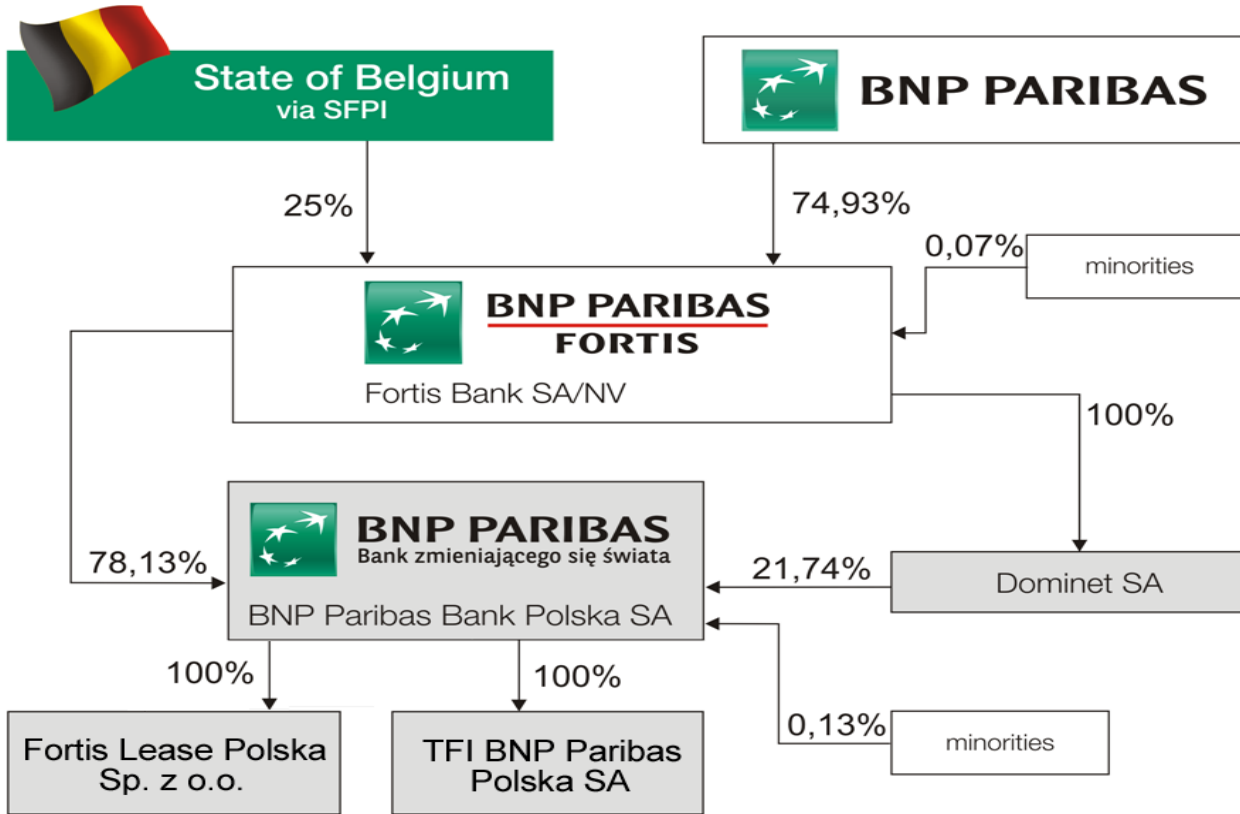 State of Belgium
via SFPI
BNP PARIBAS
25%
74,93%
0,07%
minorities
BNP PARIBAS
FORTIS
Fortis Bank SA/NV
100%
BNP PARIBAS
Bank zmieniającego się świata
78,13%
21,74%
Dominet SA
BNP Paribas Bank Polska SA
100%
100%
0,13%
minorities
Fortis Lease Polska
Sp. z o.o.
TFI BNP Paribas
Polska SA